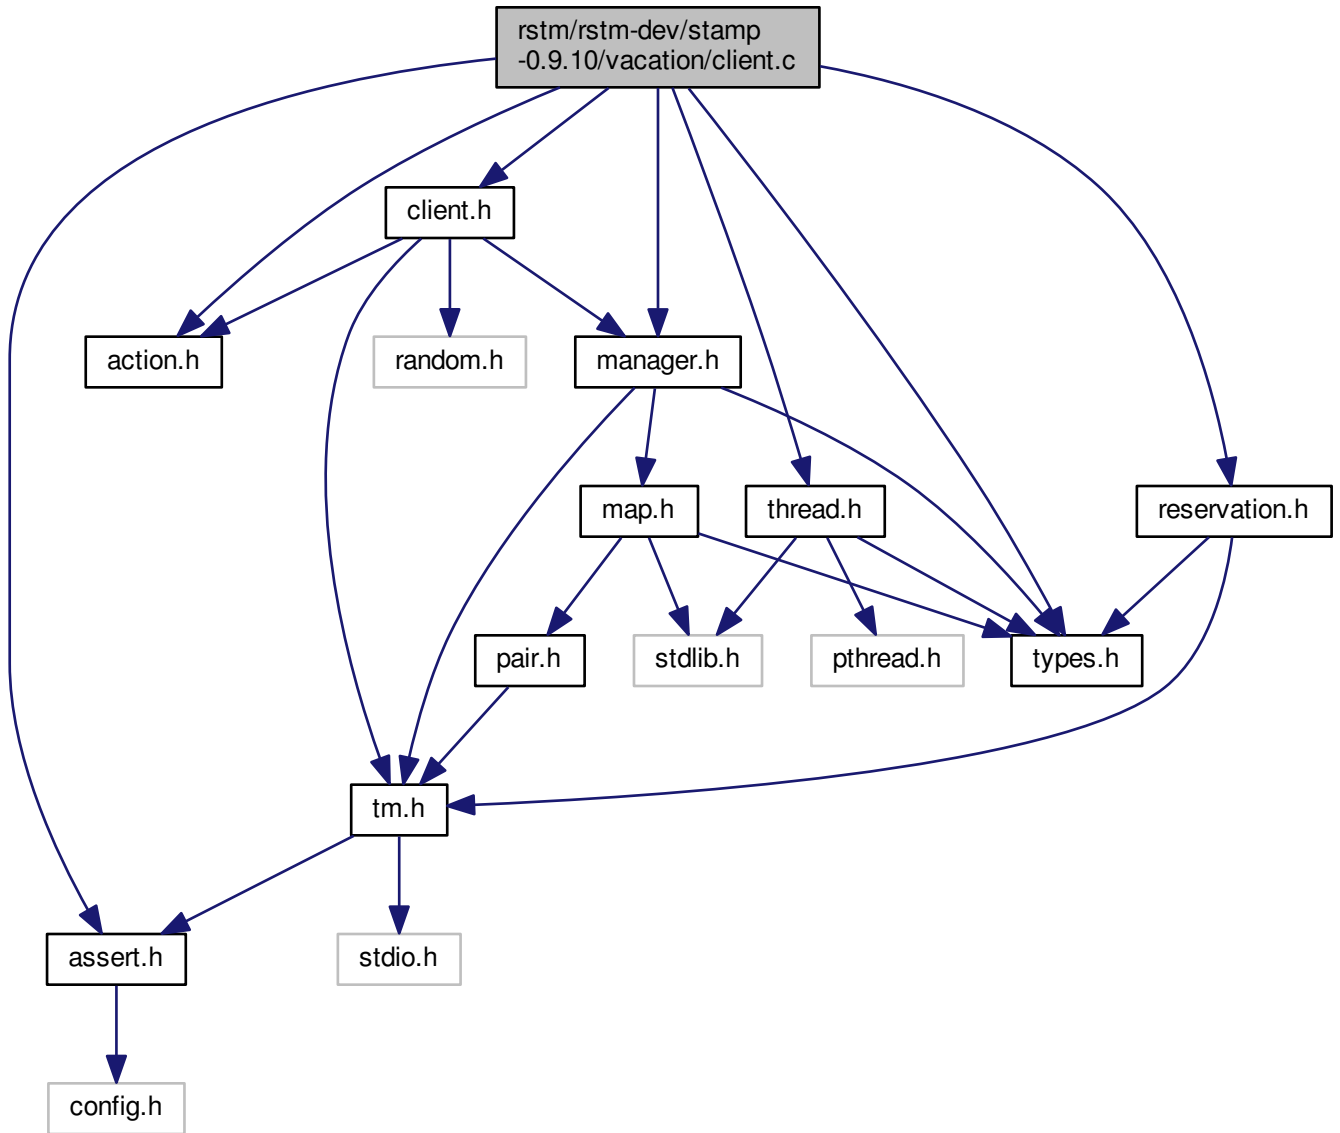 rstm/rstm-dev/stamp
-0.9.10/vacation/client.c
client.h
action.h
random.h
manager.h
map.h
thread.h
reservation.h
pair.h
stdlib.h
pthread.h
types.h
tm.h
assert.h
stdio.h
config.h